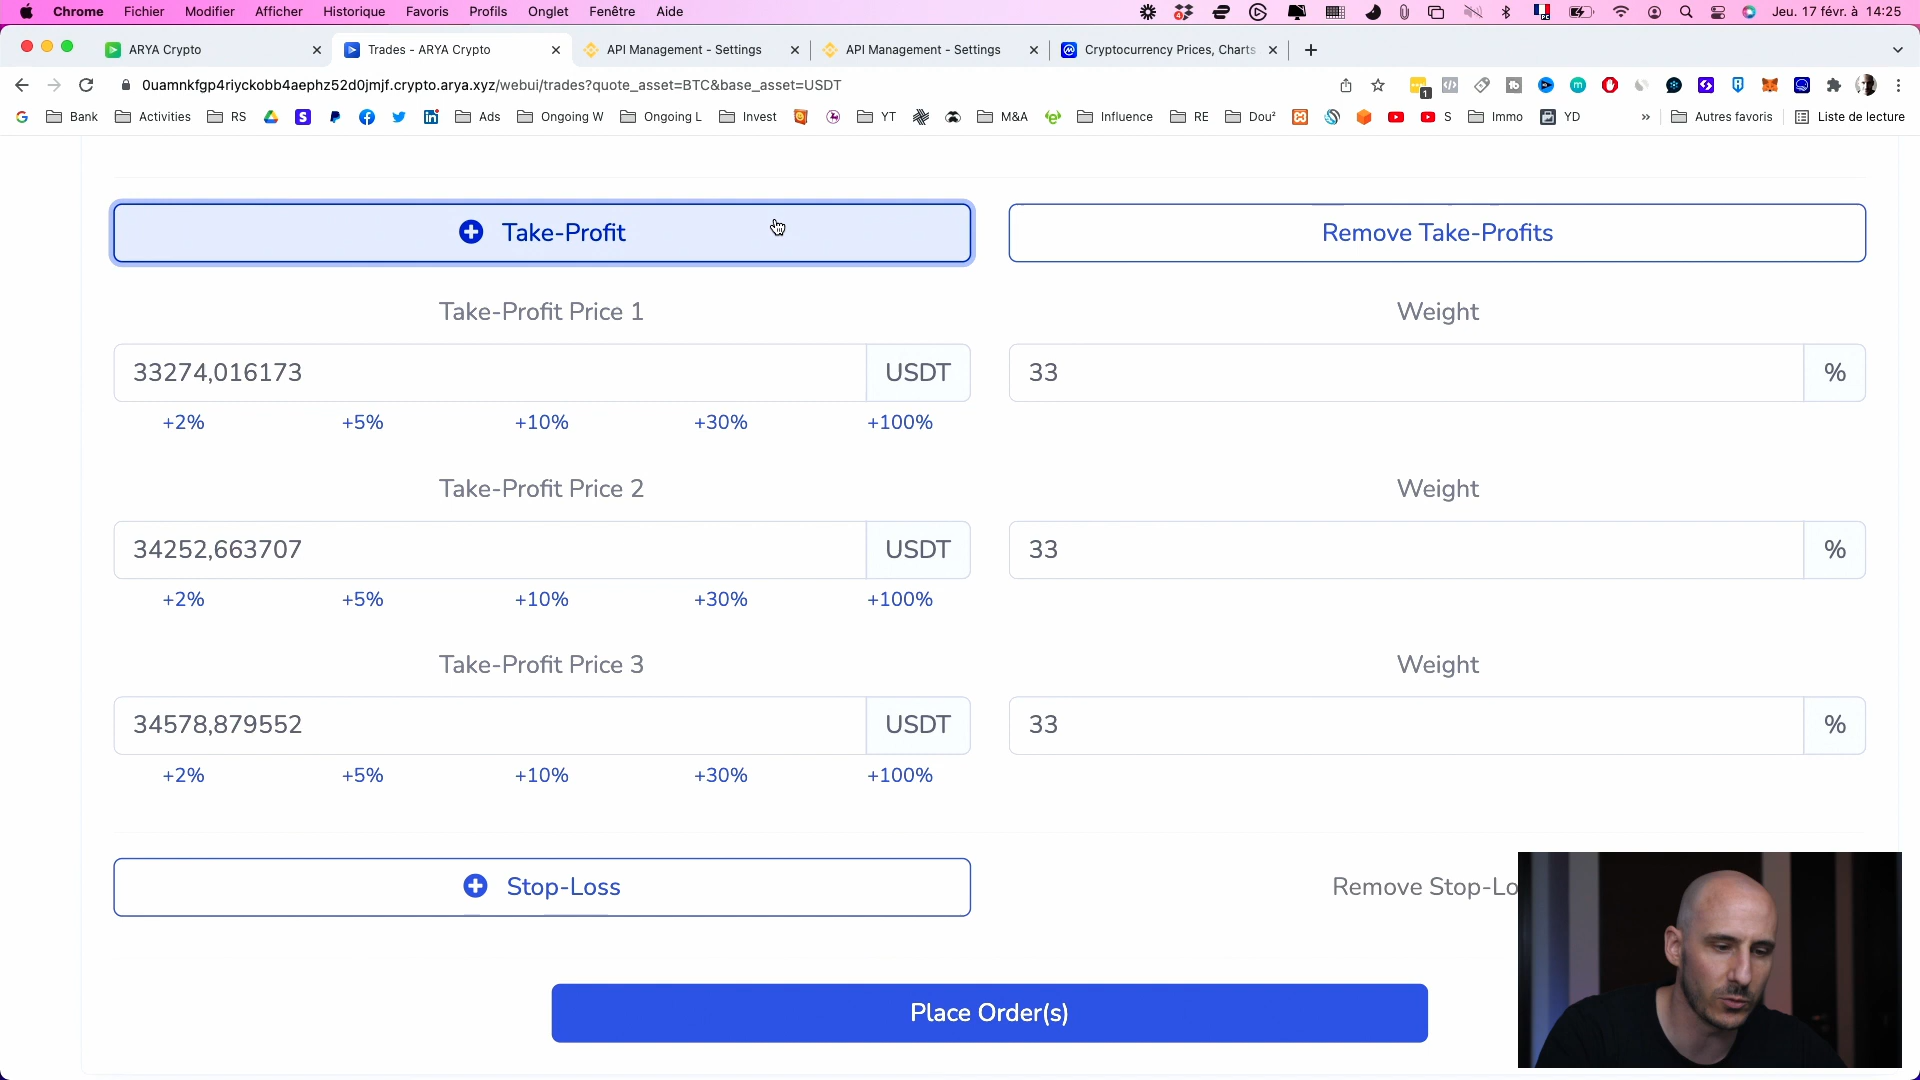 Chrome Fichier Modifier Afficher Historique Favoris Profils Onglet Fenêtre Aide Jeu. 17 févr. à 14:25
ARYA Crypto Trades - ARYA Crypto API Management - Settings API Management - Settings Cryptocurrency Prices, Charts
0uamnkfgp4riyckobb4aephz52d0jmjf.crypto.arya.xyz/webui/trades?quote_asset=BTC&base_asset=USDT
Bank Activities RS Ads Ongoing W Ongoing L Invest YT M&A Influence RE Dou² S Immo YD » Autres favoris Liste de lecture
Take-Profit Remove Take-Profits
Take-Profit Price 1 Weight
33274,016173 USDT 33 %
+2% +5% +10% +30% +100%
Take-Profit Price 2 Weight
34252,663707 USDT 33 %
+2% +5% +10% +30% +100%
Take-Profit Price 3 Weight
34578,879552 USDT 33 %
+2% +5% +10% +30% +100%
Stop-Loss Remove Stop-Lo
Place Order(s)